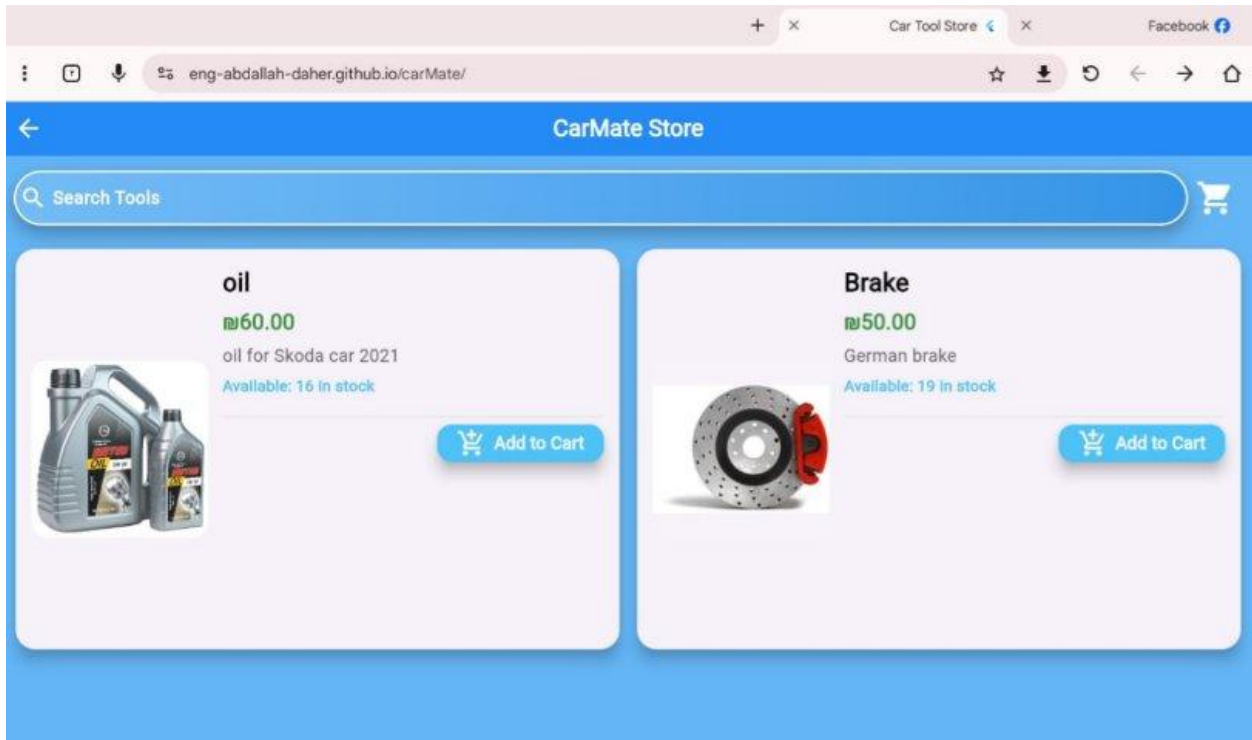 Car Tool Store
Facebook
eng-abdallah-daher.github.io/carMate/
CarMate Store
Search Tools
oil
₪60.00
oil for Skoda car 2021
Available: 16 in stock
Add to Cart
OIL
OIL
Brake
₪50.00
German brake
Available: 19 in stock
Add to Cart